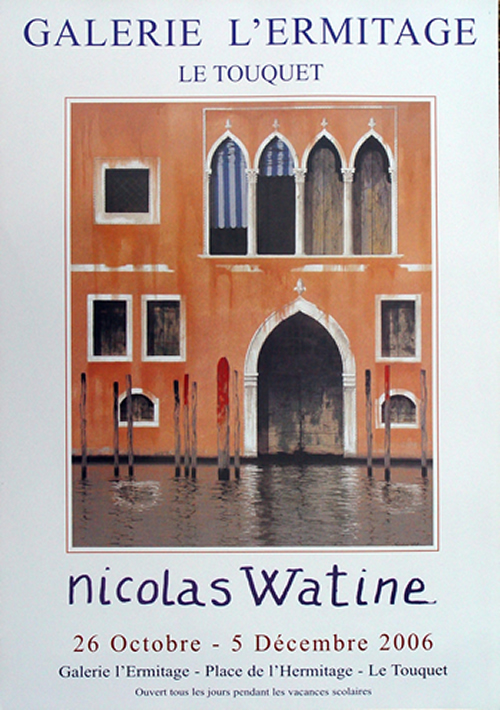 GALERIE L'ERMITAGE
LE TOUQUET
nicolas Watine
26 Octobre - 5 Décembre 2006
Galerie l'Ermitage - Place de l'Hermitage - Le Touquet
Ouvert tous les jours pendant les vacances scolaires